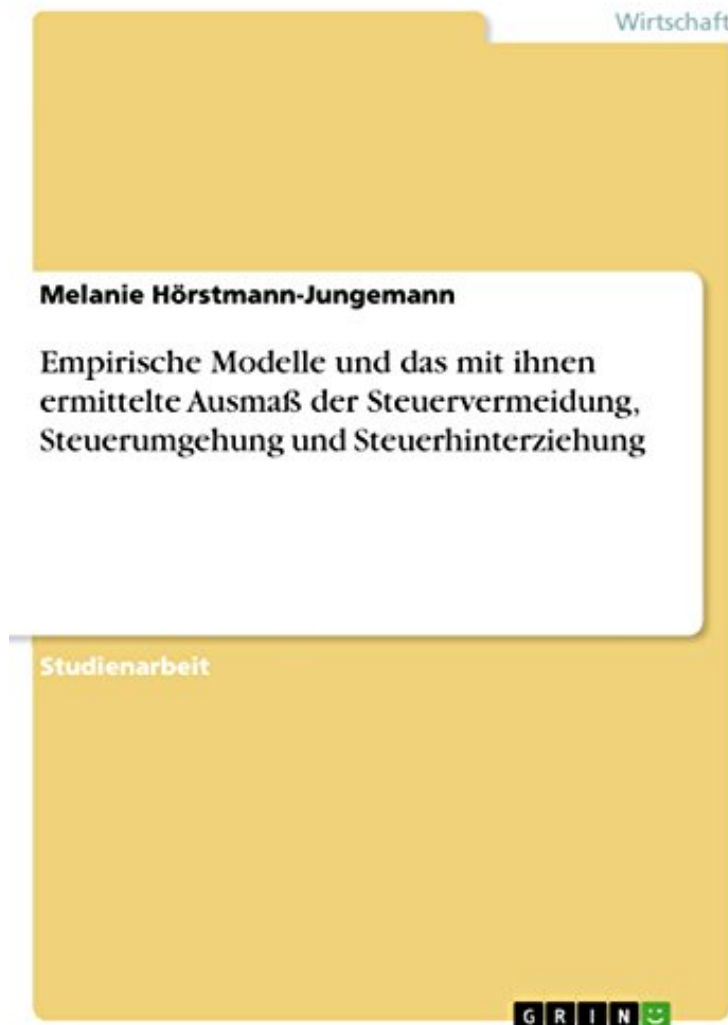 Wirtschaft
Melanie Hörstmann-Jungemann
Empirische Modelle und das mit ihnen
ermittelte Ausmaß der Steuervermeidung,
Steuerumgehung und Steuerhinterziehung
Studienarbeit
GRIN